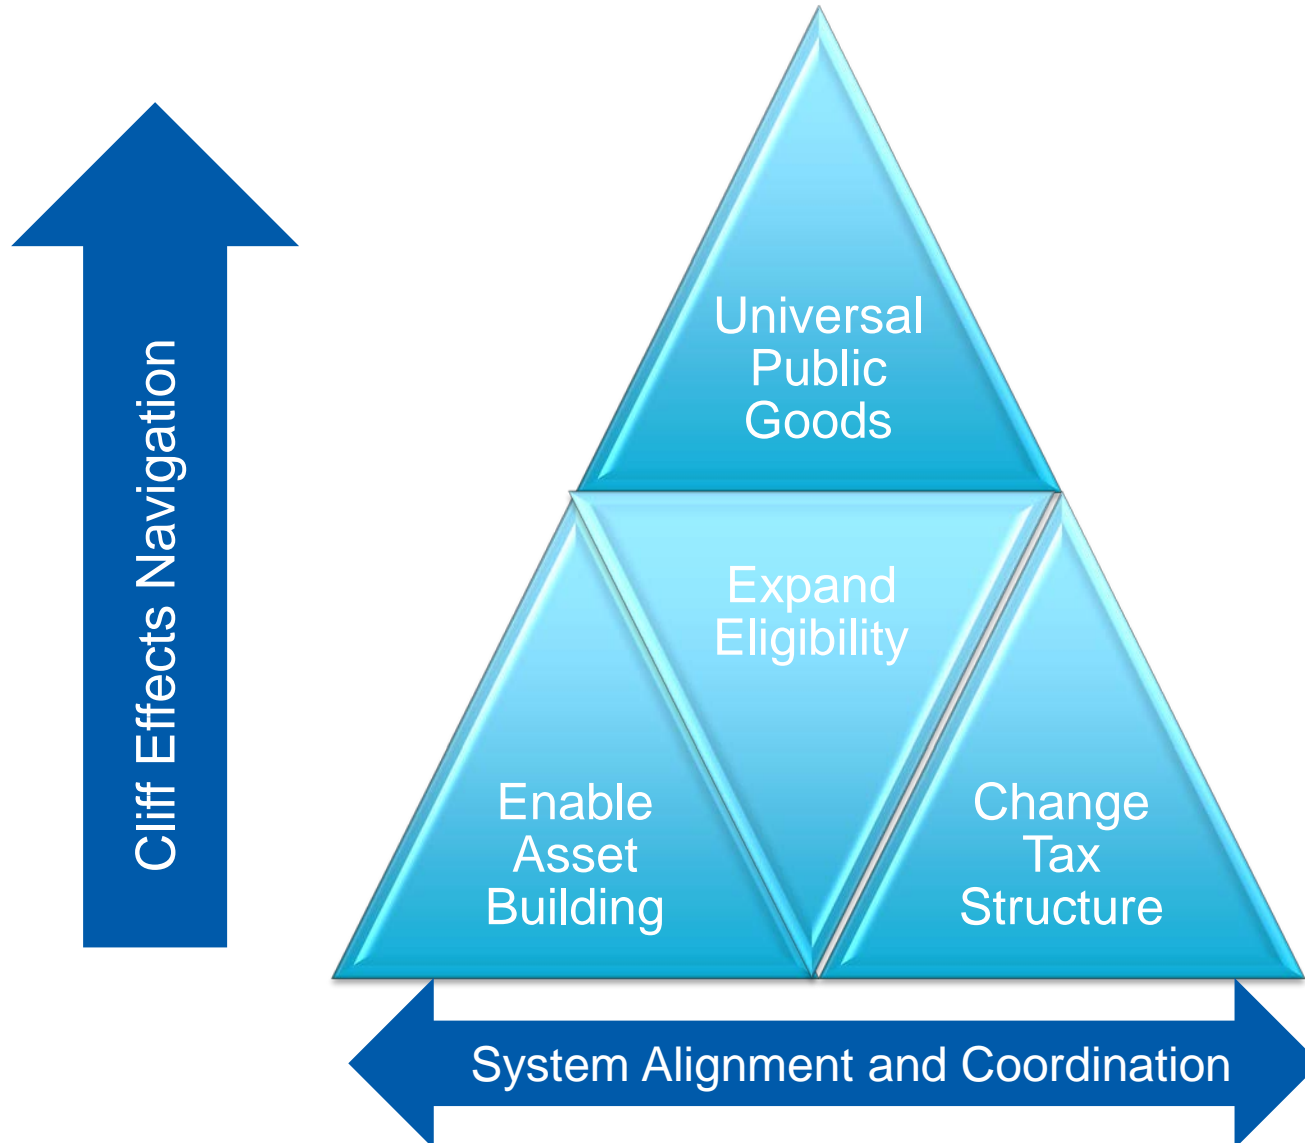 Cliff Effects Navigation
Universal
Public
Goods
Expand
Eligibility
Enable
Asset
Building
Change
Tax
Structure
System Alignment and Coordination